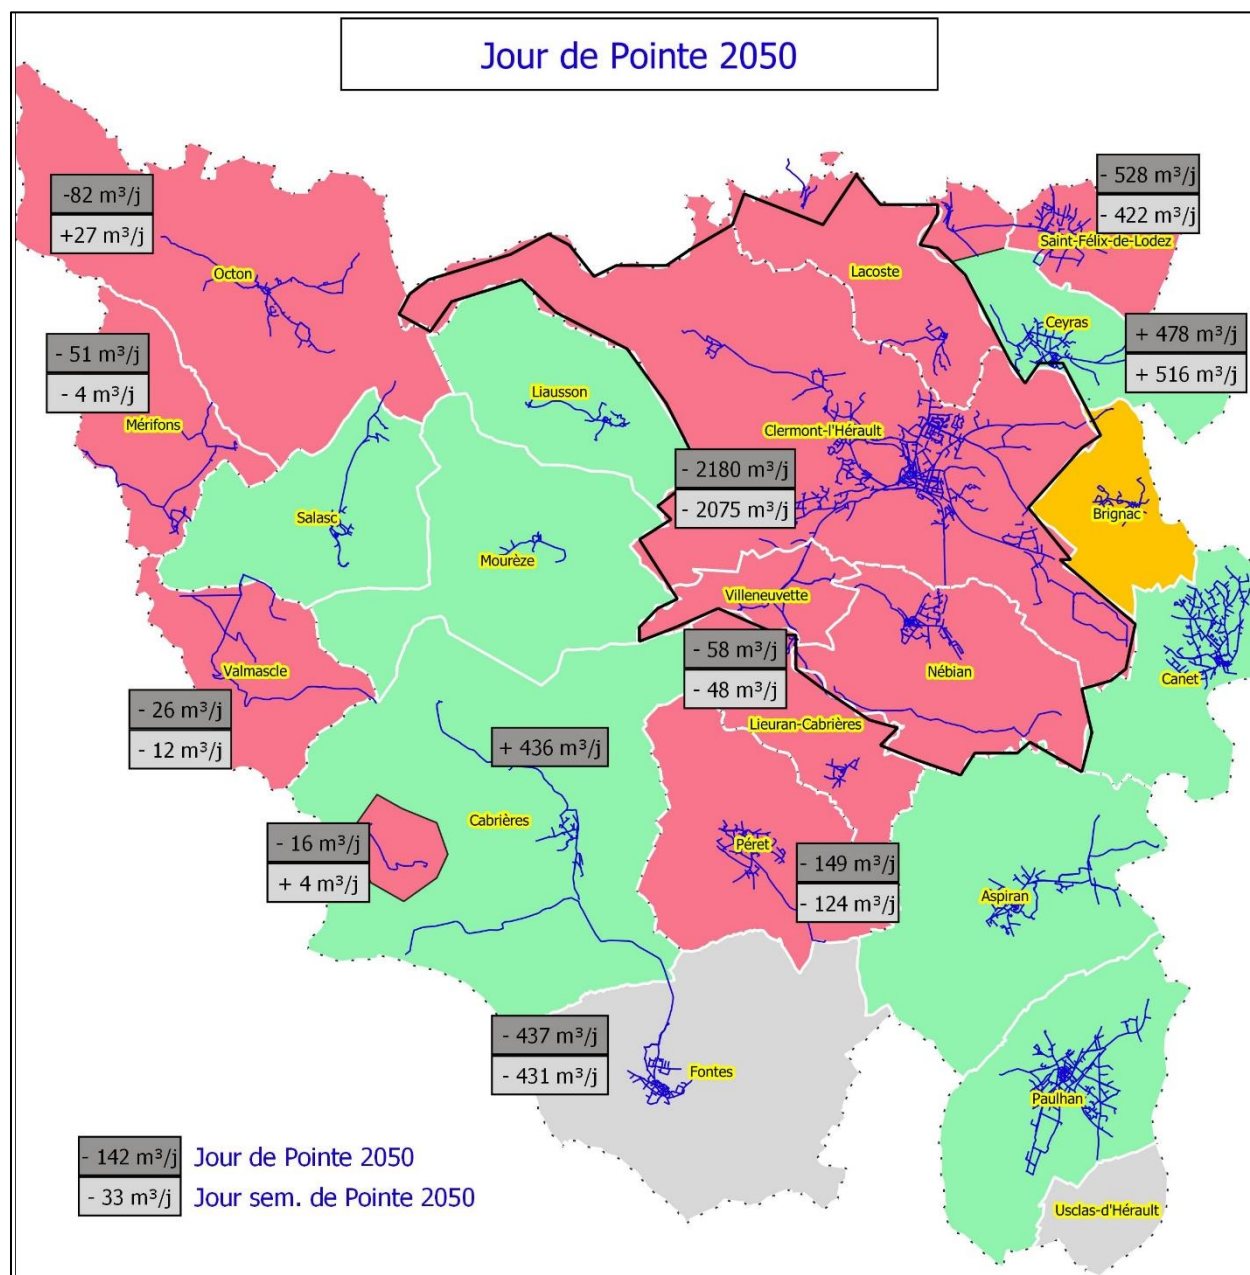 Jour de Pointe 2050
-82 m³/j
+27 m³/j
Octon
- 528 m³/j
- 422 m³/j
Saint-Félix-de-Lodez
Lacoste
Ceyras
+ 478 m³/j
+ 516 m³/j
- 51 m³/j
- 4 m³/j
Mérifons
Liausson
Clermont-l'Hérault
- 2180 m³/j
- 2075 m³/j
Brignac
Salasc
Mourèze
Villeneuvette
Nébian
Canet
Valmascle
- 58 m³/j
- 48 m³/j
- 26 m³/j
- 12 m³/j
Lieuran-Cabrières
+ 436 m³/j
Cabrières
- 16 m³/j
+ 4 m³/j
Péret
- 149 m³/j
- 124 m³/j
Aspiran
- 437 m³/j
- 431 m³/j
Fontes
Paulhan
- 142 m³/j Jour de Pointe 2050
- 33 m³/j Jour sem. de Pointe 2050
Usclas-d'Hérault